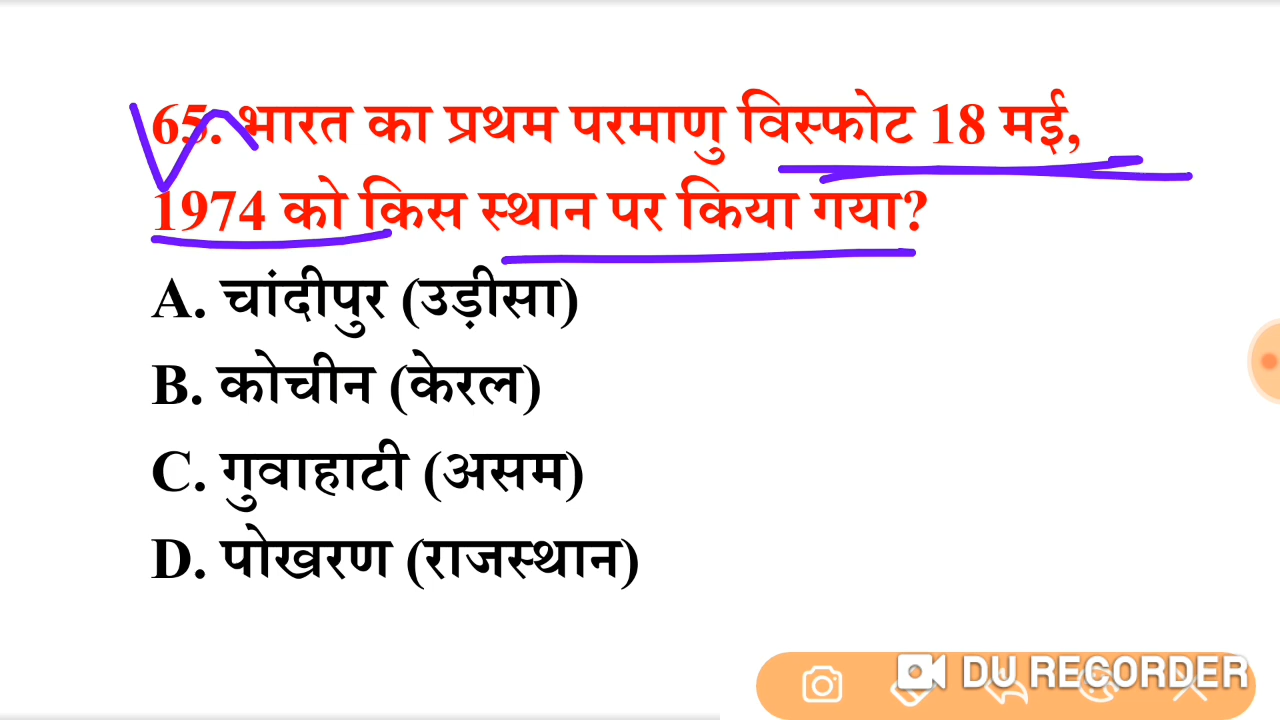 65. भारत का प्रथम परमाणु विस्फोट 18 मई,
1974 को किस स्थान पर किया गया?
A. चांदीपुर (उड़ीसा)
B. कोचीन (केरल)
C. गुवाहाटी (असम)
D. पोखरण (राजस्थान)
DU RECORDER